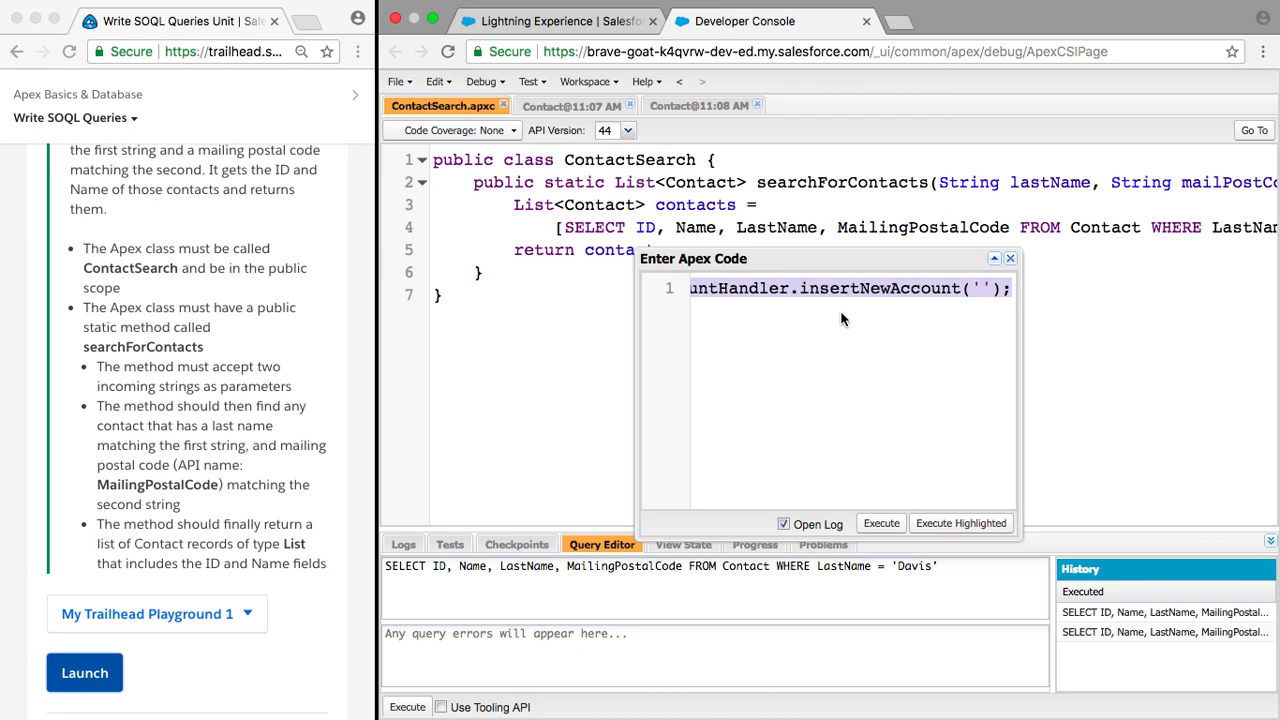 Write SOQL Queries Unit | Sale
Secure
https://trailhead.s...
Apex Basics & Database
Write SOQL Queries
the first string and a mailing postal code
matching the second. It gets the ID and
Name of those contacts and returns
them.
• The Apex class must be called
ContactSearch and be in the public
scope
• The Apex class must have a public
static method called
searchForContacts
• The method must accept two
incoming strings as parameters
• The method should then find any
contact that has a last name
matching the first string, and mailing
postal code (API name:
MailingPostalCode) matching the
second string
• The method should finally return a
list of Contact records of type List
that includes the ID and Name fields
My Trailhead Playground 1
Launch
Lightning Experience | Salesfo
Developer Console
Secure
https://brave-goat-k4qvrw-dev-ed.my.salesforce.com/_ui/common/apex/debug/ApexCSIPage
File Edit Debug Test Workspace Help < >
ContactSearch.apxc Contact@11:07 AM Contact@11:08 AM
Code Coverage: None API Version: 44 Go To
1 public class ContactSearch {
2 public static List<Contact> searchForContacts(String lastName, String mailPostCo
3 List<Contact> contacts =
4 [SELECT ID, Name, LastName, MailingPostalCode FROM Contact WHERE LastNa
5 return conta
6 }
7 }
Enter Apex Code
1 untHandler.insertNewAccount('');
Open Log Execute Execute Highlighted
Logs Tests Checkpoints Query Editor View State Progress Problems
SELECT ID, Name, LastName, MailingPostalCode FROM Contact WHERE LastName = 'Davis'
Any query errors will appear here...
History
Executed
SELECT ID, Name, LastName, MailingPostal...
SELECT ID, Name, LastName, MailingPostal...
Execute Use Tooling API